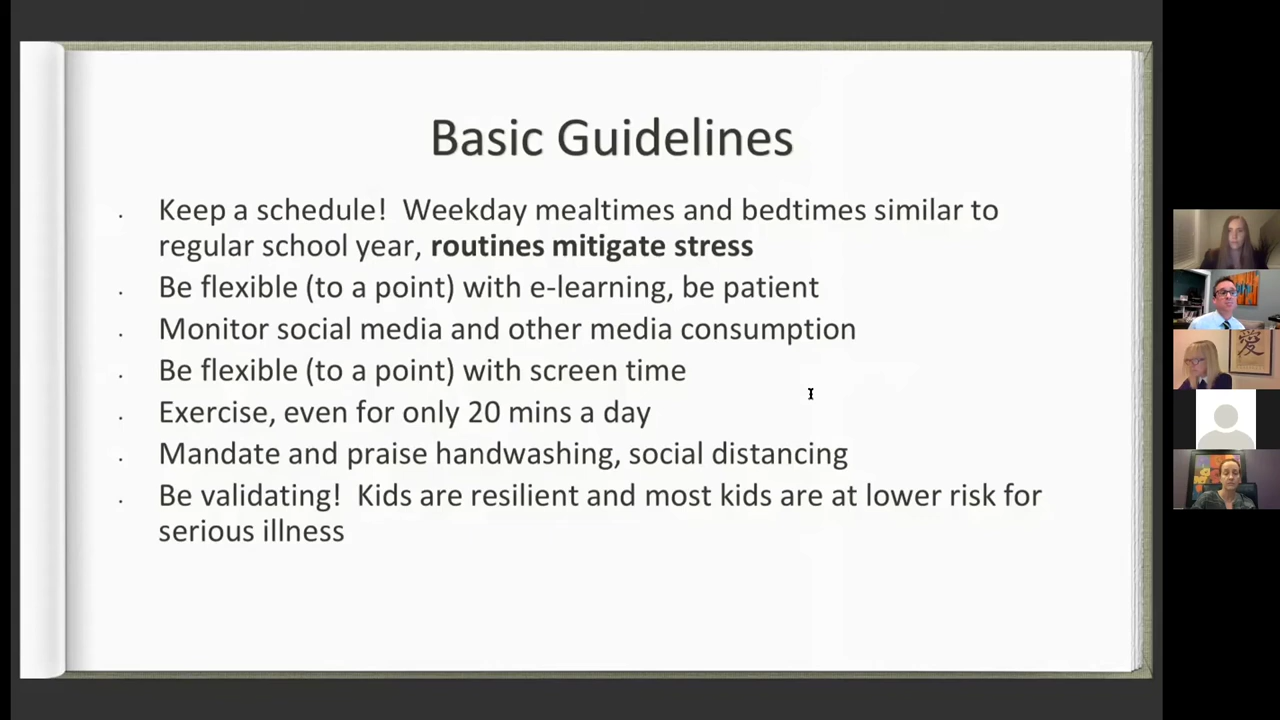 Basic Guidelines
Keep a schedule!  Weekday mealtimes and bedtimes similar to
regular school year, routines mitigate stress
Be flexible (to a point) with e-learning, be patient
Monitor social media and other media consumption
Be flexible (to a point) with screen time
Exercise, even for only 20 mins a day
Mandate and praise handwashing, social distancing
Be validating!  Kids are resilient and most kids are at lower risk for
serious illness
愛